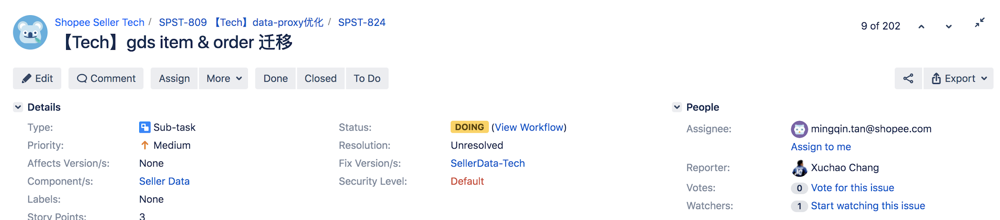 Shopee Seller Tech / SPST-809 【Tech】data-proxy优化 / SPST-824
9 of 202
【Tech】gds item & order 迁移
Edit Comment Assign More Done Closed To Do Export
Details
Type: Sub-task Status: DOING (View Workflow)
Priority: Medium Resolution: Unresolved
Affects Version/s: None Fix Version/s: SellerData-Tech
Component/s: Seller Data Security Level: Default
Labels: None
Story Points: 3
People
Assignee: mingqin.tan@shopee.com
Assign to me
Reporter: Xuchao Chang
Votes: 0 Vote for this issue
Watchers: 1 Start watching this issue